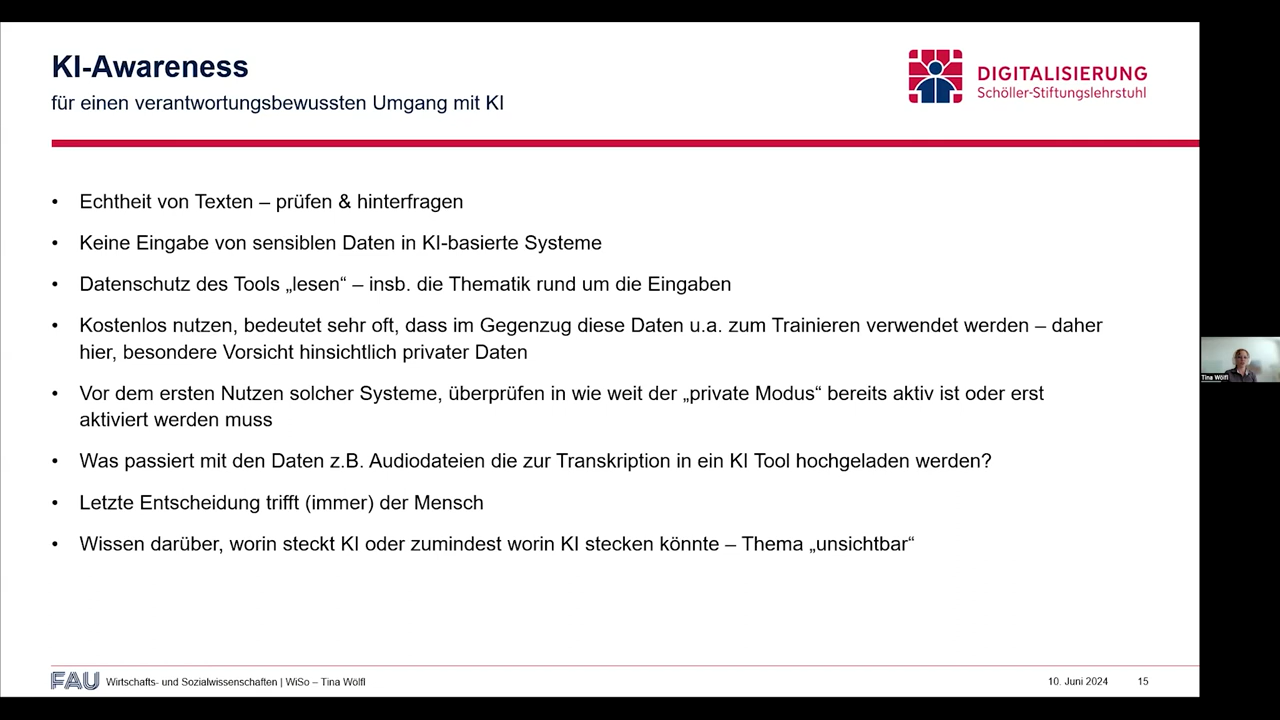 KI-Awareness
für einen verantwortungsbewussten Umgang mit KI
DIGITALISIERUNG
Schöller-Stiftungslehrstuhl
• Echtheit von Texten – prüfen & hinterfragen
• Keine Eingabe von sensiblen Daten in KI-basierte Systeme
• Datenschutz des Tools „lesen“ – insb. die Thematik rund um die Eingaben
• Kostenlos nutzen, bedeutet sehr oft, dass im Gegenzug diese Daten u.a. zum Trainieren verwendet werden – daher
hier, besondere Vorsicht hinsichtlich privater Daten
• Vor dem ersten Nutzen solcher Systeme, überprüfen in wie weit der „private Modus“ bereits aktiv ist oder erst
aktiviert werden muss
• Was passiert mit den Daten z.B. Audiodateien die zur Transkription in ein KI Tool hochgeladen werden?
• Letzte Entscheidung trifft (immer) der Mensch
• Wissen darüber, worin steckt KI oder zumindest worin KI stecken könnte – Thema „unsichtbar“
Tina Wölfl
FAU Wirtschafts- und Sozialwissenschaften | WiSo – Tina Wölfl
10. Juni 2024 15